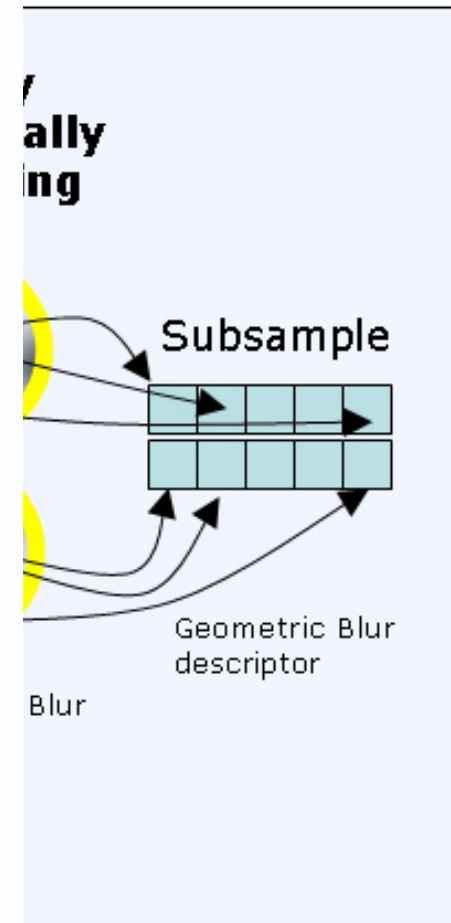 y
ally
ing
Subsample
Geometric Blur
descriptor
Blur